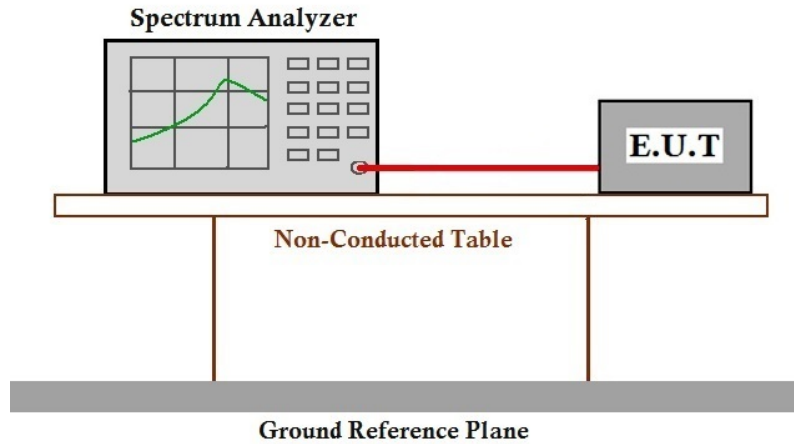 Spectrum Analyzer
E.U.T
Non-Conducted Table
Ground Reference Plane